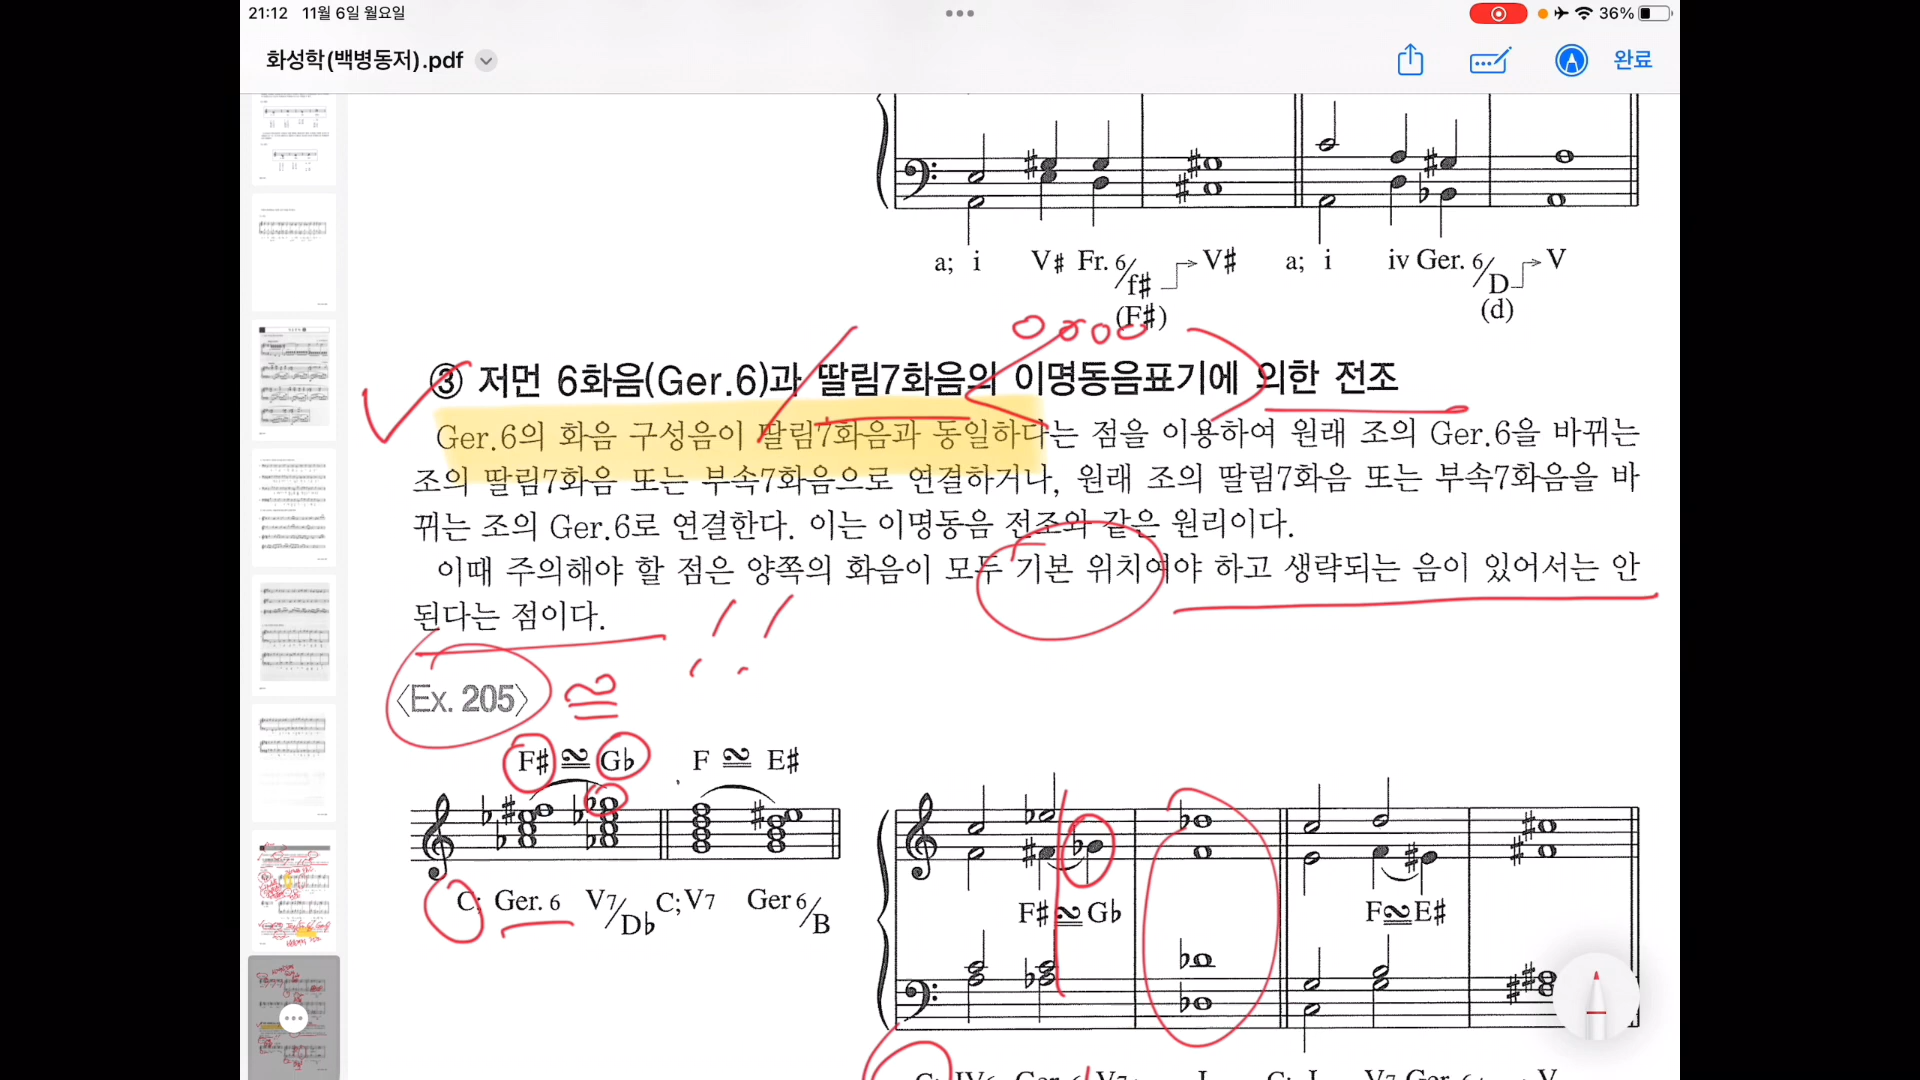 21:12 11월 6일 월요일
36%
화성학(백병동저).pdf
완료
a; i V♯ Fr. 6/f♯ V♯ a; i iv Ger. 6/D V
(F♯) (d)
③ 저먼 6화음(Ger.6)과 딸림7화음의 이명동음표기에 의한 전조
Ger.6의 화음 구성음이 딸림7화음과 동일하다는 점을 이용하여 원래 조의 Ger.6을 바뀌는
조의 딸림7화음 또는 부속7화음으로 연결하거나, 원래 조의 딸림7화음 또는 부속7화음을 바
뀌는 조의 Ger.6로 연결한다. 이는 이명동음 전조와 같은 원리이다.
이때 주의해야 할 점은 양쪽의 화음이 모두 기본 위치여야 하고 생략되는 음이 있어서는 안
된다는 점이다.
〈Ex. 205〉
F♯ ≅ G♭ F ≅ E♯
C; Ger. 6 V7/D♭ C; V7 Ger 6/B
F♯ ≅ G♭ F ≅ E♯